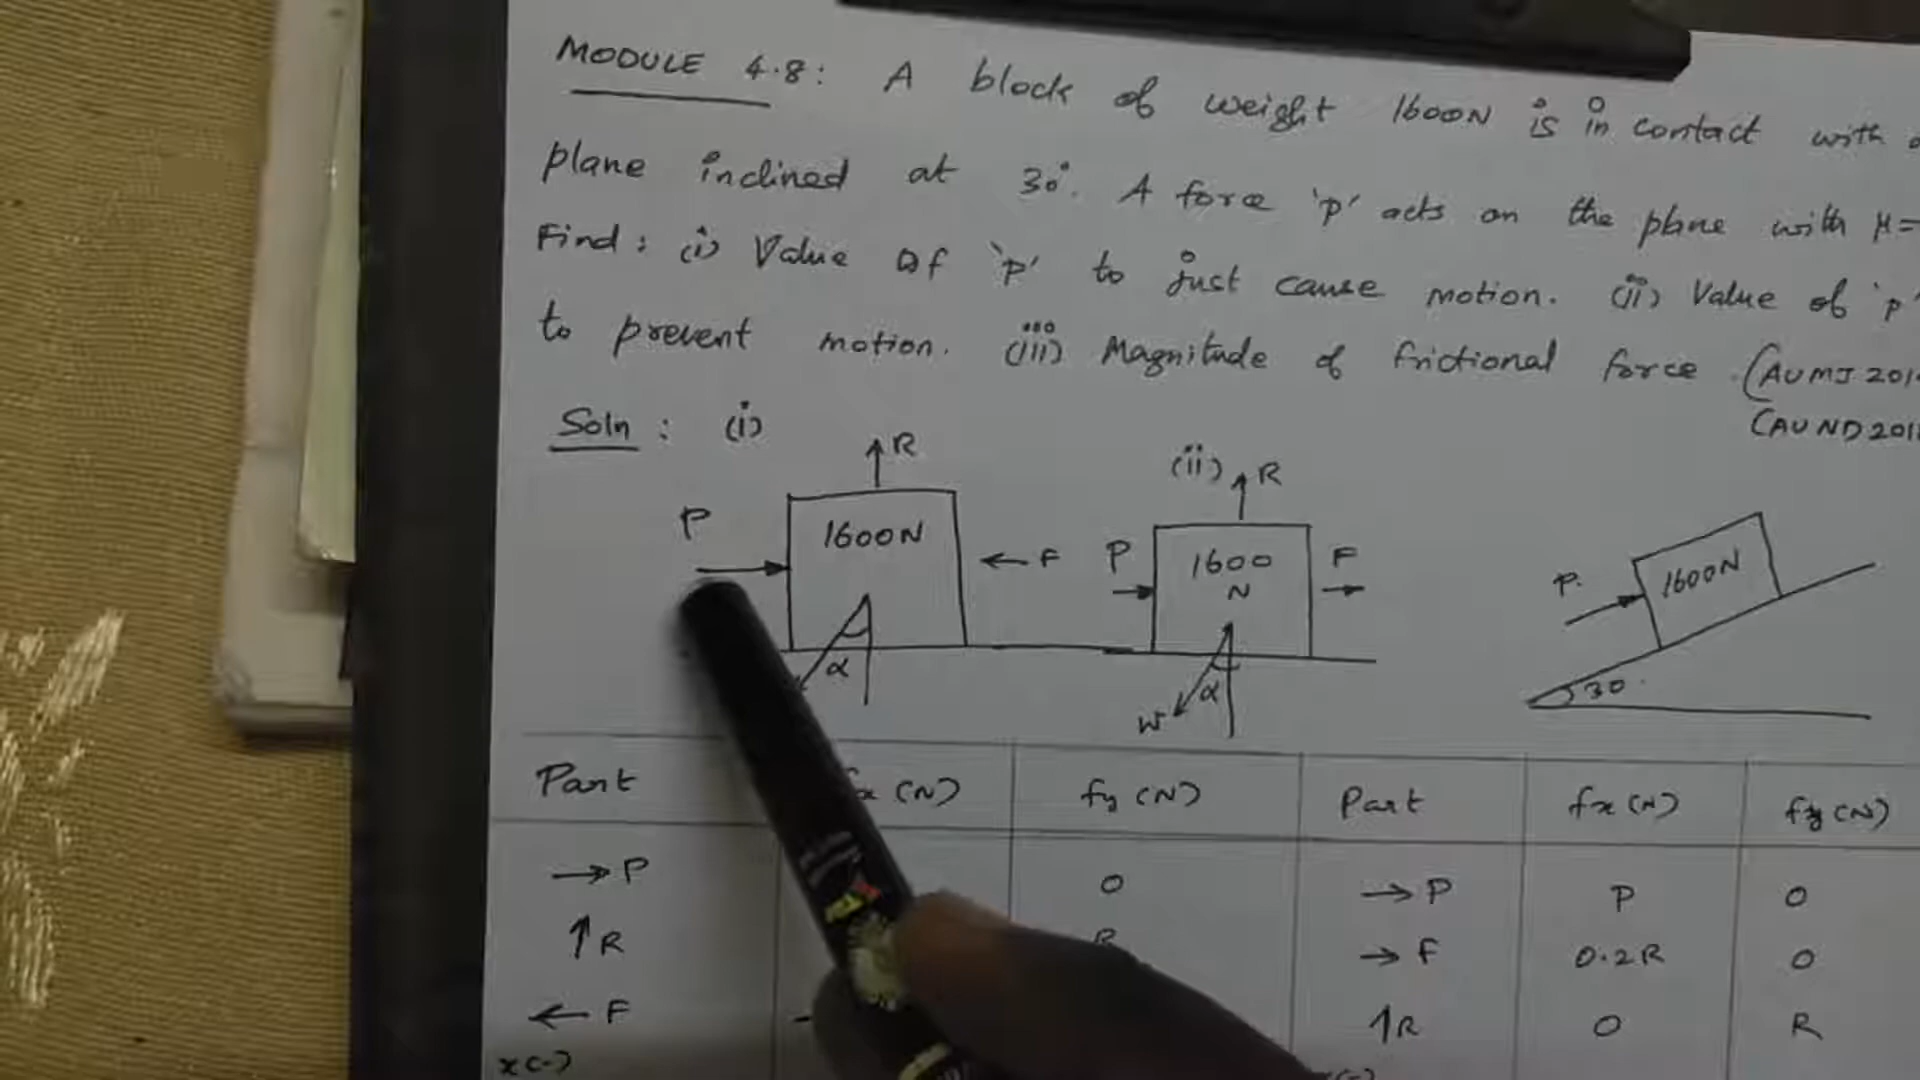 MODULE 4.8: A block of weight 1600N is in contact with
plane inclined at 30°. A force 'p' acts on the plane with μ=
Find: (i) Value of 'p' to just cause motion. (ii) Value of 'p'
to prevent motion. (iii) Magnitude of frictional force. (AUMJ 201
(AU ND 201
Soln: (i)
(ii)
R
P
1600N
F
α
R
P
1600
N
F
W
α
P.
1600N
30
Part (N) fy (N) Part fx (N) fy (N)
→ P 0 → P P 0
↑ R R → F 0.2R 0
← F ↑R 0 R
x(-)